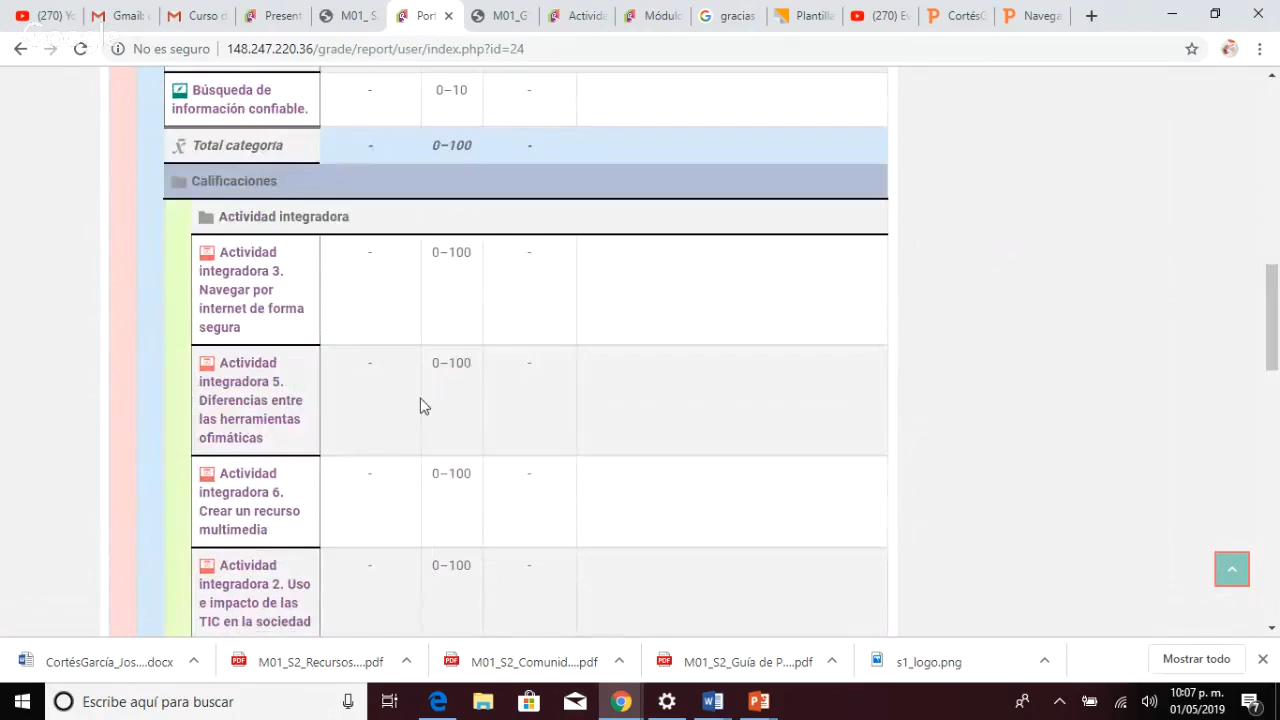 (270) Yo
Gmail:
Curso d
Present
M01_S
Port
M01_G
Activida
Módulo
gracias
Plantilla
(270) Ev
CortésG
Navega
No es seguro
148.247.220.36/grade/report/user/index.php?id=24
Búsqueda de
información confiable.
-
0–10
-
Total categoría
-
0–100
-
Calificaciones
Actividad integradora
Actividad
integradora 3.
Navegar por
internet de forma
segura
-
0–100
-
Actividad
integradora 5.
Diferencias entre
las herramientas
ofimáticas
-
0–100
-
Actividad
integradora 6.
Crear un recurso
multimedia
-
0–100
-
Actividad
integradora 2. Uso
e impacto de las
TIC en la sociedad
-
0–100
-
CortésGarcía_Jos....docx
M01_S2_Recursos....pdf
M01_S2_Comunid....pdf
M01_S2_Guía de P....pdf
s1_logo.png
Mostrar todo
Escribe aquí para buscar
10:07 p. m.
01/05/2019
7